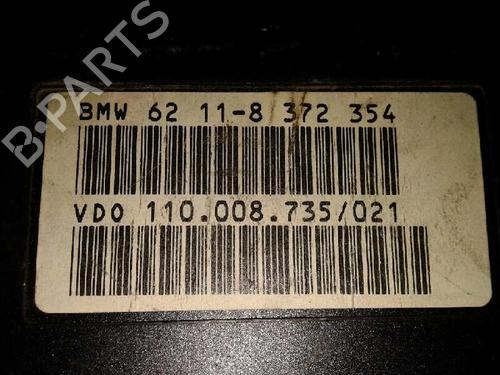 BMW 62 11-8 372 354
VDO 110.008.735/021
B-PARTS